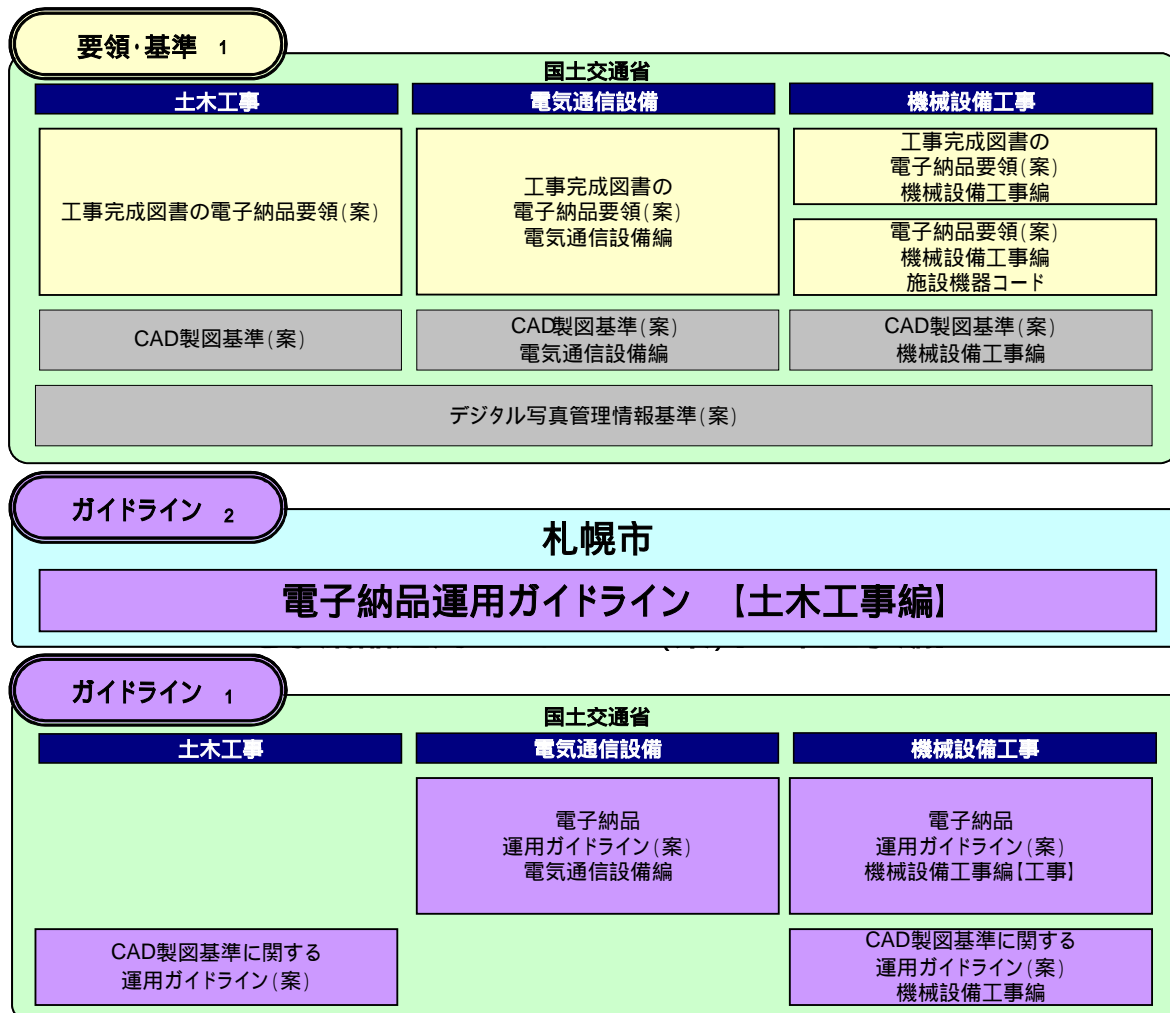 要領･基準 1
国土交通省
土木工事
電気通信設備
機械設備工事
工事完成図書の電子納品要領(案)
工事完成図書の
電子納品要領(案)
電気通信設備編
工事完成図書の
電子納品要領(案)
機械設備工事編
電子納品要領(案)
機械設備工事編
施設機器コード
CAD製図基準(案)
CAD製図基準(案)
電気通信設備編
CAD製図基準(案)
機械設備工事編
デジタル写真管理情報基準(案)
ガイドライン 2
札幌市
電子納品運用ガイドライン 【土木工事編】
ガイドライン 1
国土交通省
土木工事
電気通信設備
機械設備工事
電子納品
運用ガイドライン(案)
電気通信設備編
電子納品
運用ガイドライン(案)
機械設備工事編【工事】
CAD製図基準に関する
運用ガイドライン(案)
CAD製図基準に関する
運用ガイドライン(案)
機械設備工事編